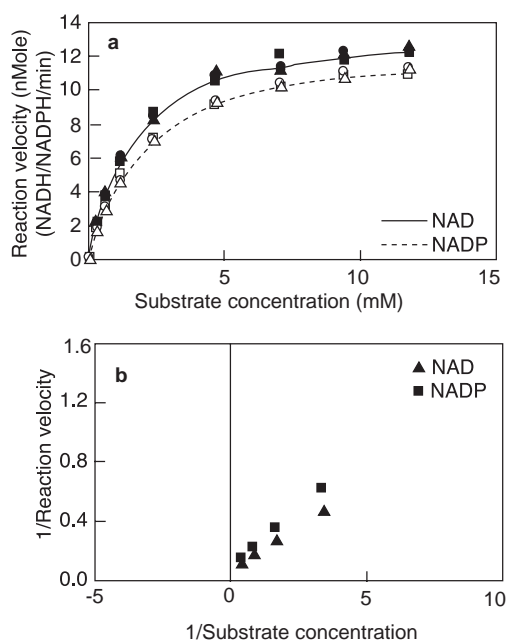 a
Reaction velocity (nMole)
(NADH/NADPH/min)
14
12
10
8
6
4
2
0
NAD
NADP
5
10
15
Substrate concentration (mM)
b
1/Reaction velocity
1.6
1.2
0.8
0.4
0.0
NAD
NADP
-5
0
5
10
1/Substrate concentration